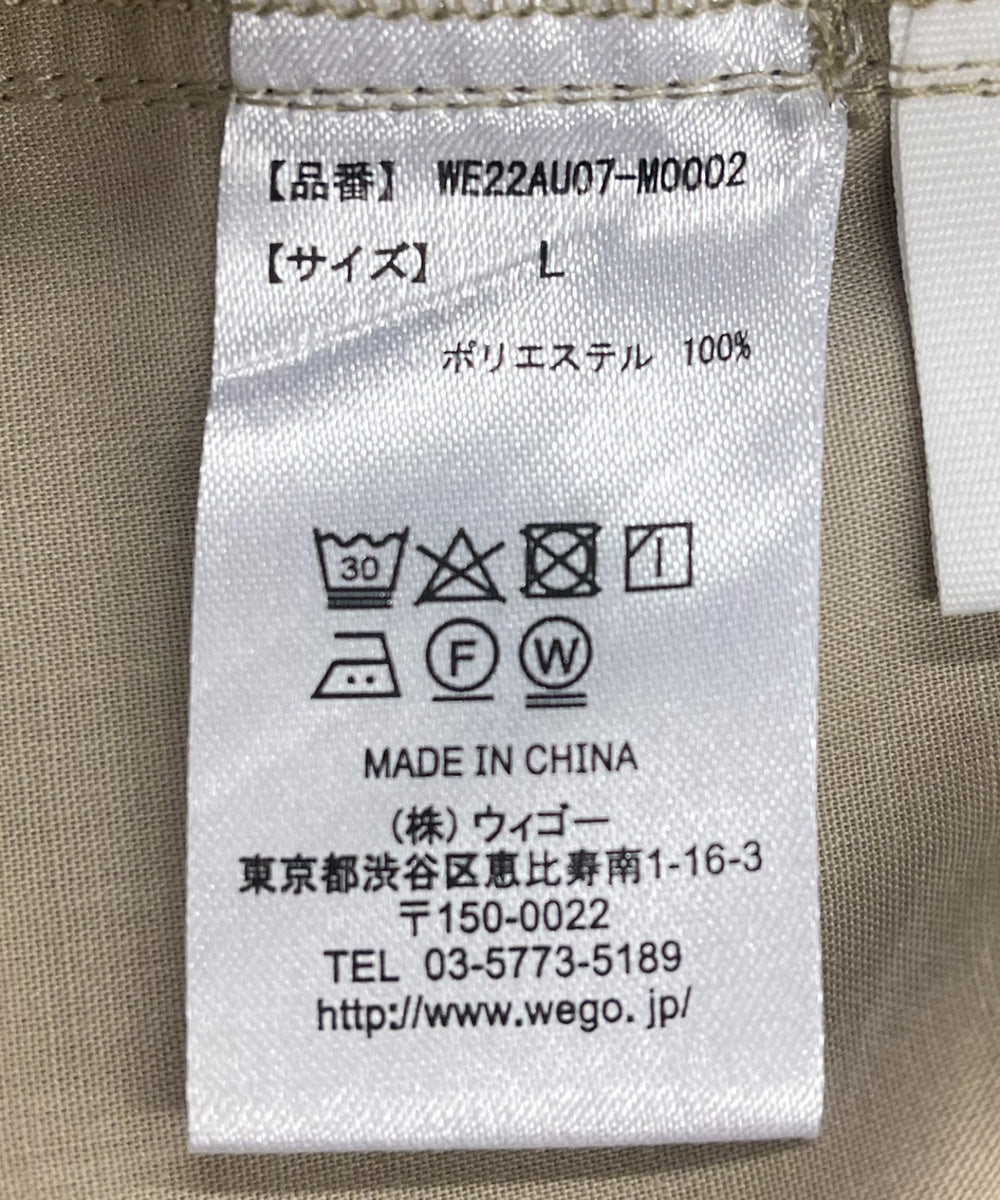 【品番】 WE22AU07-M0002
【サイズ】 L
ポリエステル 100%
30
F W
MADE IN CHINA
(株)ウィゴー
東京都渋谷区恵比寿南1-16-3
〒150-0022
TEL 03-5773-5189
http://www.wego.jp/